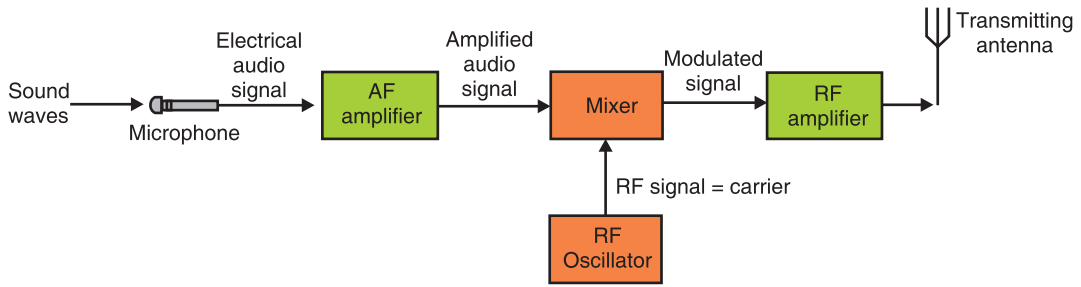 Sound
waves
Microphone
Electrical
audio
signal
AF
amplifier
Amplified
audio
signal
Mixer
RF signal = carrier
RF
Oscillator
Modulated
signal
RF
amplifier
Transmitting
antenna